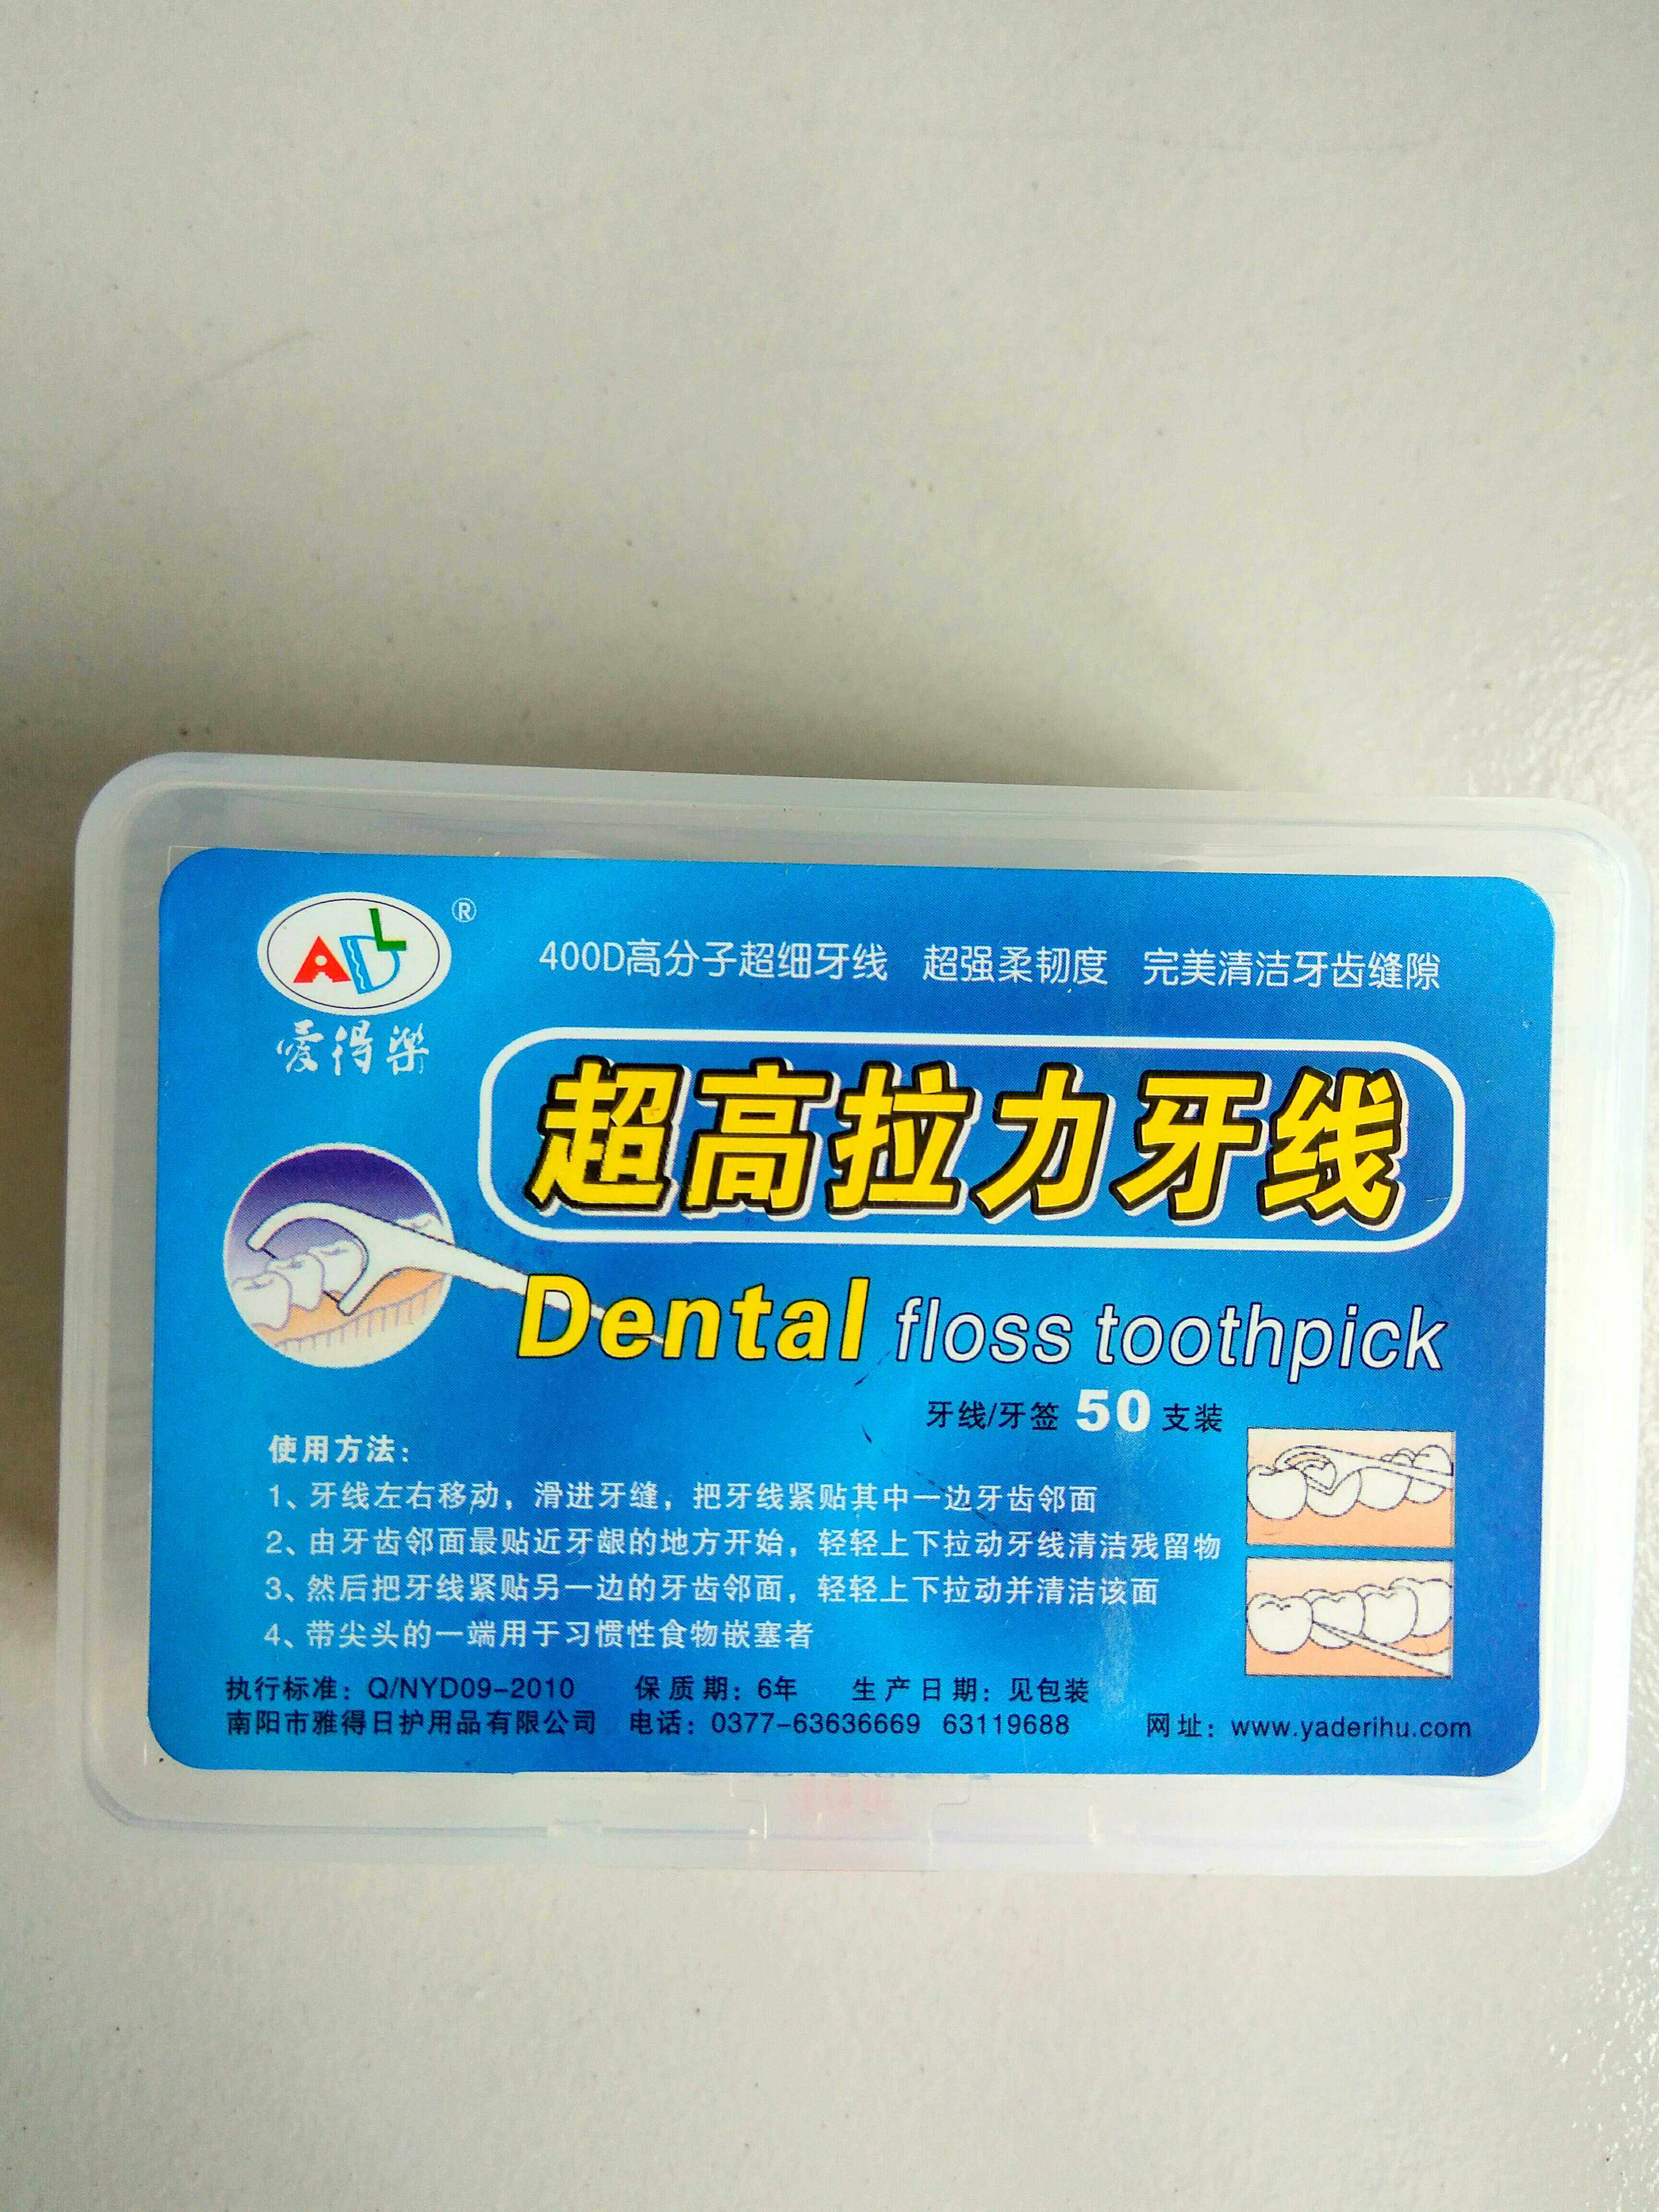 ADL®
愛得樂
400D高分子超细牙线 超强柔韧度 完美清洁牙齿缝隙
超高拉力牙线
Dental floss toothpick
牙线/牙签 50 支装
使用方法：
1、牙线左右移动，滑进牙缝，把牙线紧贴其中一边牙齿邻面
2、由牙齿邻面最贴近牙龈的地方开始，轻轻上下拉动牙线清洁残留物
3、然后把牙线紧贴另一边的牙齿邻面，轻轻上下拉动并清洁该面
4、带尖头的一端用于习惯性食物嵌塞者
执行标准：Q/NYD09-2010 保质期：6年 生产日期：见包装
南阳市雅得日护用品有限公司 电话：0377-63636669 63119688 网址：www.yaderihu.com